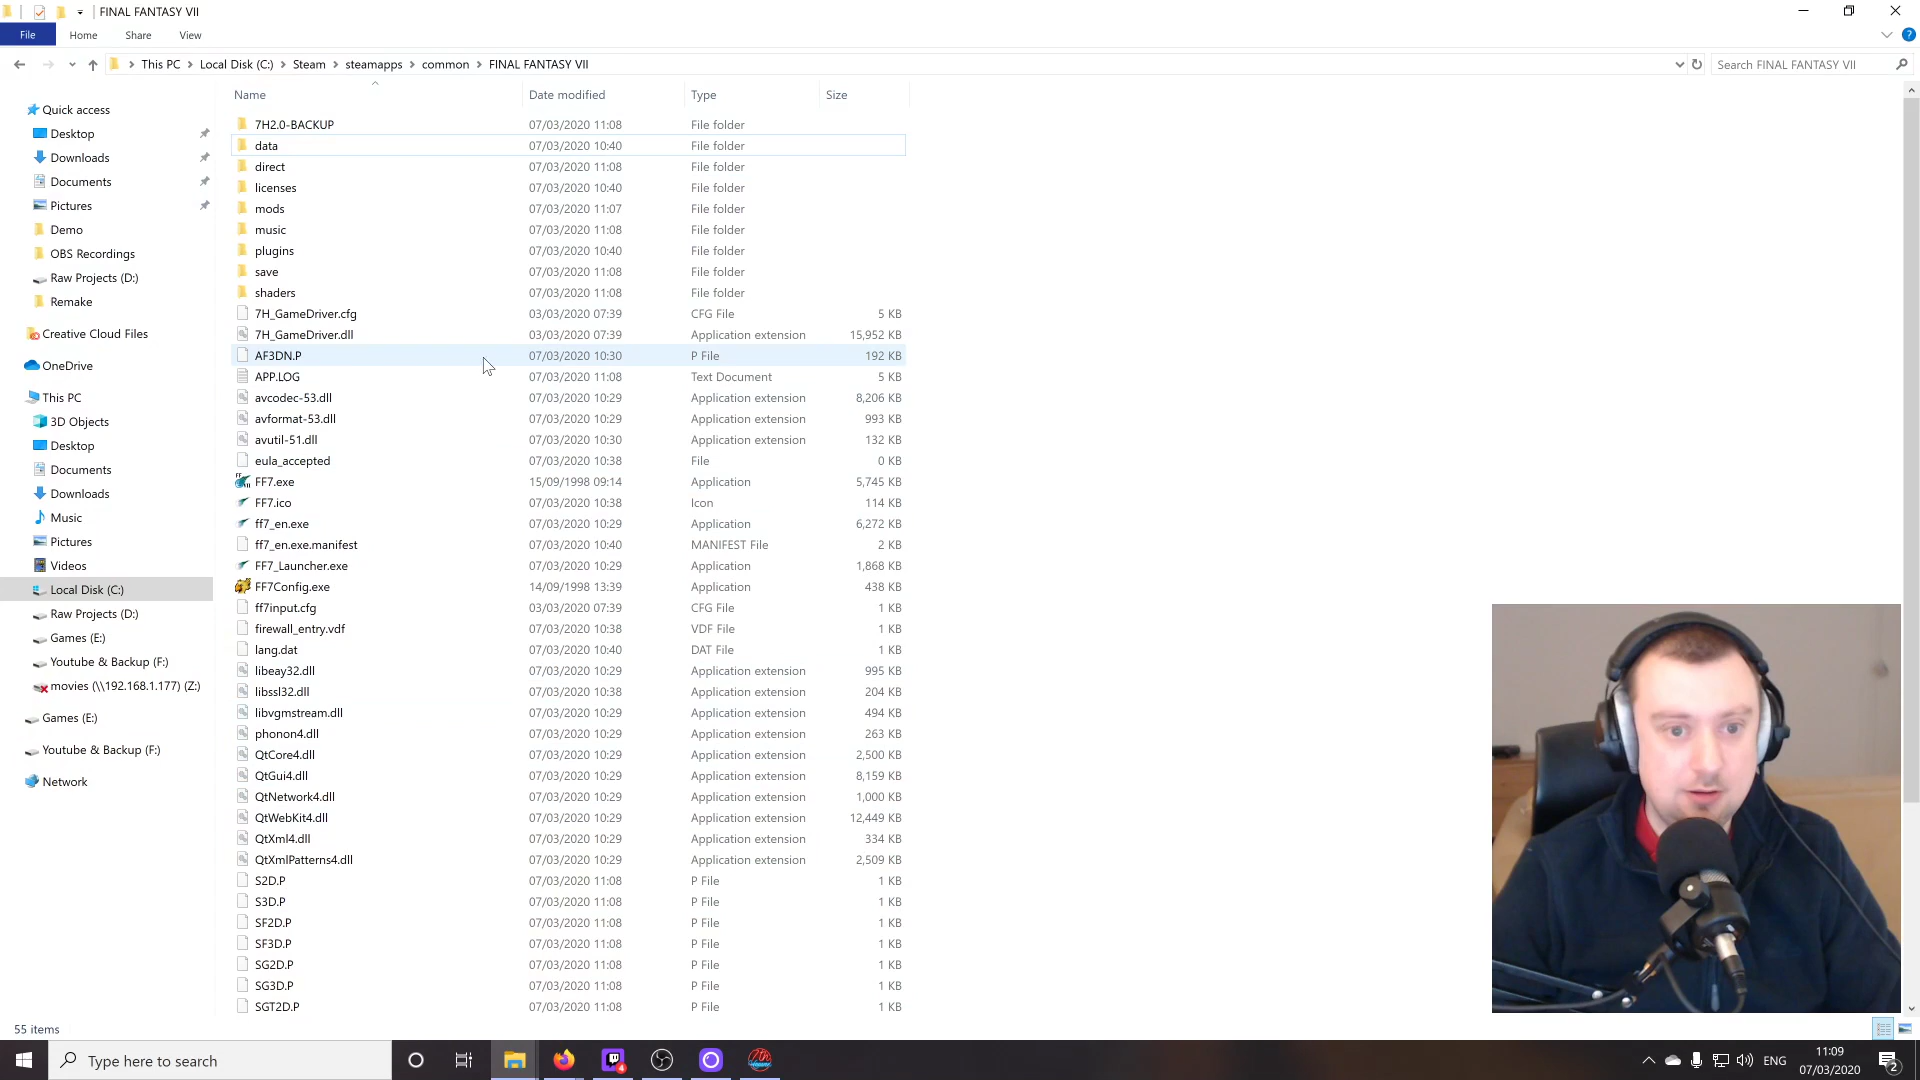 FINAL FANTASY VII
File Home Share View
This PC Local Disk (C:) Steam steamapps common FINAL FANTASY VII
Search FINAL FANTASY VII
Name Date modified Type Size
Quick access
Desktop
Downloads
Documents
Pictures
Demo
OBS Recordings
Raw Projects (D:)
Remake
Creative Cloud Files
OneDrive
This PC
3D Objects
Desktop
Documents
Downloads
Music
Pictures
Videos
Local Disk (C:)
Raw Projects (D:)
Games (E:)
Youtube & Backup (F:)
movies (\\192.168.1.177) (Z:)
Games (E:)
Youtube & Backup (F:)
Network
7H2.0-BACKUP 07/03/2020 11:08 File folder
data 07/03/2020 10:40 File folder
direct 07/03/2020 11:08 File folder
licenses 07/03/2020 10:40 File folder
mods 07/03/2020 11:07 File folder
music 07/03/2020 11:08 File folder
plugins 07/03/2020 10:40 File folder
save 07/03/2020 11:08 File folder
shaders 07/03/2020 11:08 File folder
7H_GameDriver.cfg 03/03/2020 07:39 CFG File 5 KB
7H_GameDriver.dll 03/03/2020 07:39 Application extension 15,952 KB
AF3DN.P 07/03/2020 10:30 P File 192 KB
APP.LOG 07/03/2020 11:08 Text Document 5 KB
avcodec-53.dll 07/03/2020 10:29 Application extension 8,206 KB
avformat-53.dll 07/03/2020 10:29 Application extension 993 KB
avutil-51.dll 07/03/2020 10:30 Application extension 132 KB
eula_accepted 07/03/2020 10:38 File 0 KB
FF7.exe 15/09/1998 09:14 Application 5,745 KB
FF7.ico 07/03/2020 10:38 Icon 114 KB
ff7_en.exe 07/03/2020 10:29 Application 6,272 KB
ff7_en.exe.manifest 07/03/2020 10:40 MANIFEST File 2 KB
FF7_Launcher.exe 07/03/2020 10:29 Application 1,868 KB
FF7Config.exe 14/09/1998 13:39 Application 438 KB
ff7input.cfg 03/03/2020 07:39 CFG File 1 KB
firewall_entry.vdf 07/03/2020 10:38 VDF File 1 KB
lang.dat 07/03/2020 10:40 DAT File 1 KB
libeay32.dll 07/03/2020 10:29 Application extension 995 KB
libssl32.dll 07/03/2020 10:38 Application extension 204 KB
libvgmstream.dll 07/03/2020 10:29 Application extension 494 KB
phonon4.dll 07/03/2020 10:29 Application extension 263 KB
QtCore4.dll 07/03/2020 10:29 Application extension 2,500 KB
QtGui4.dll 07/03/2020 10:29 Application extension 8,159 KB
QtNetwork4.dll 07/03/2020 10:29 Application extension 1,000 KB
QtWebKit4.dll 07/03/2020 10:29 Application extension 12,449 KB
QtXml4.dll 07/03/2020 10:29 Application extension 334 KB
QtXmlPatterns4.dll 07/03/2020 10:29 Application extension 2,509 KB
S2D.P 07/03/2020 11:08 P File 1 KB
S3D.P 07/03/2020 11:08 P File 1 KB
SF2D.P 07/03/2020 11:08 P File 1 KB
SF3D.P 07/03/2020 11:08 P File 1 KB
SG2D.P 07/03/2020 11:08 P File 1 KB
SG3D.P 07/03/2020 11:08 P File 1 KB
SGT2D.P 07/03/2020 11:08 P File 1 KB
55 items
Type here to search
4
7th
ENG
11:09
07/03/2020
2